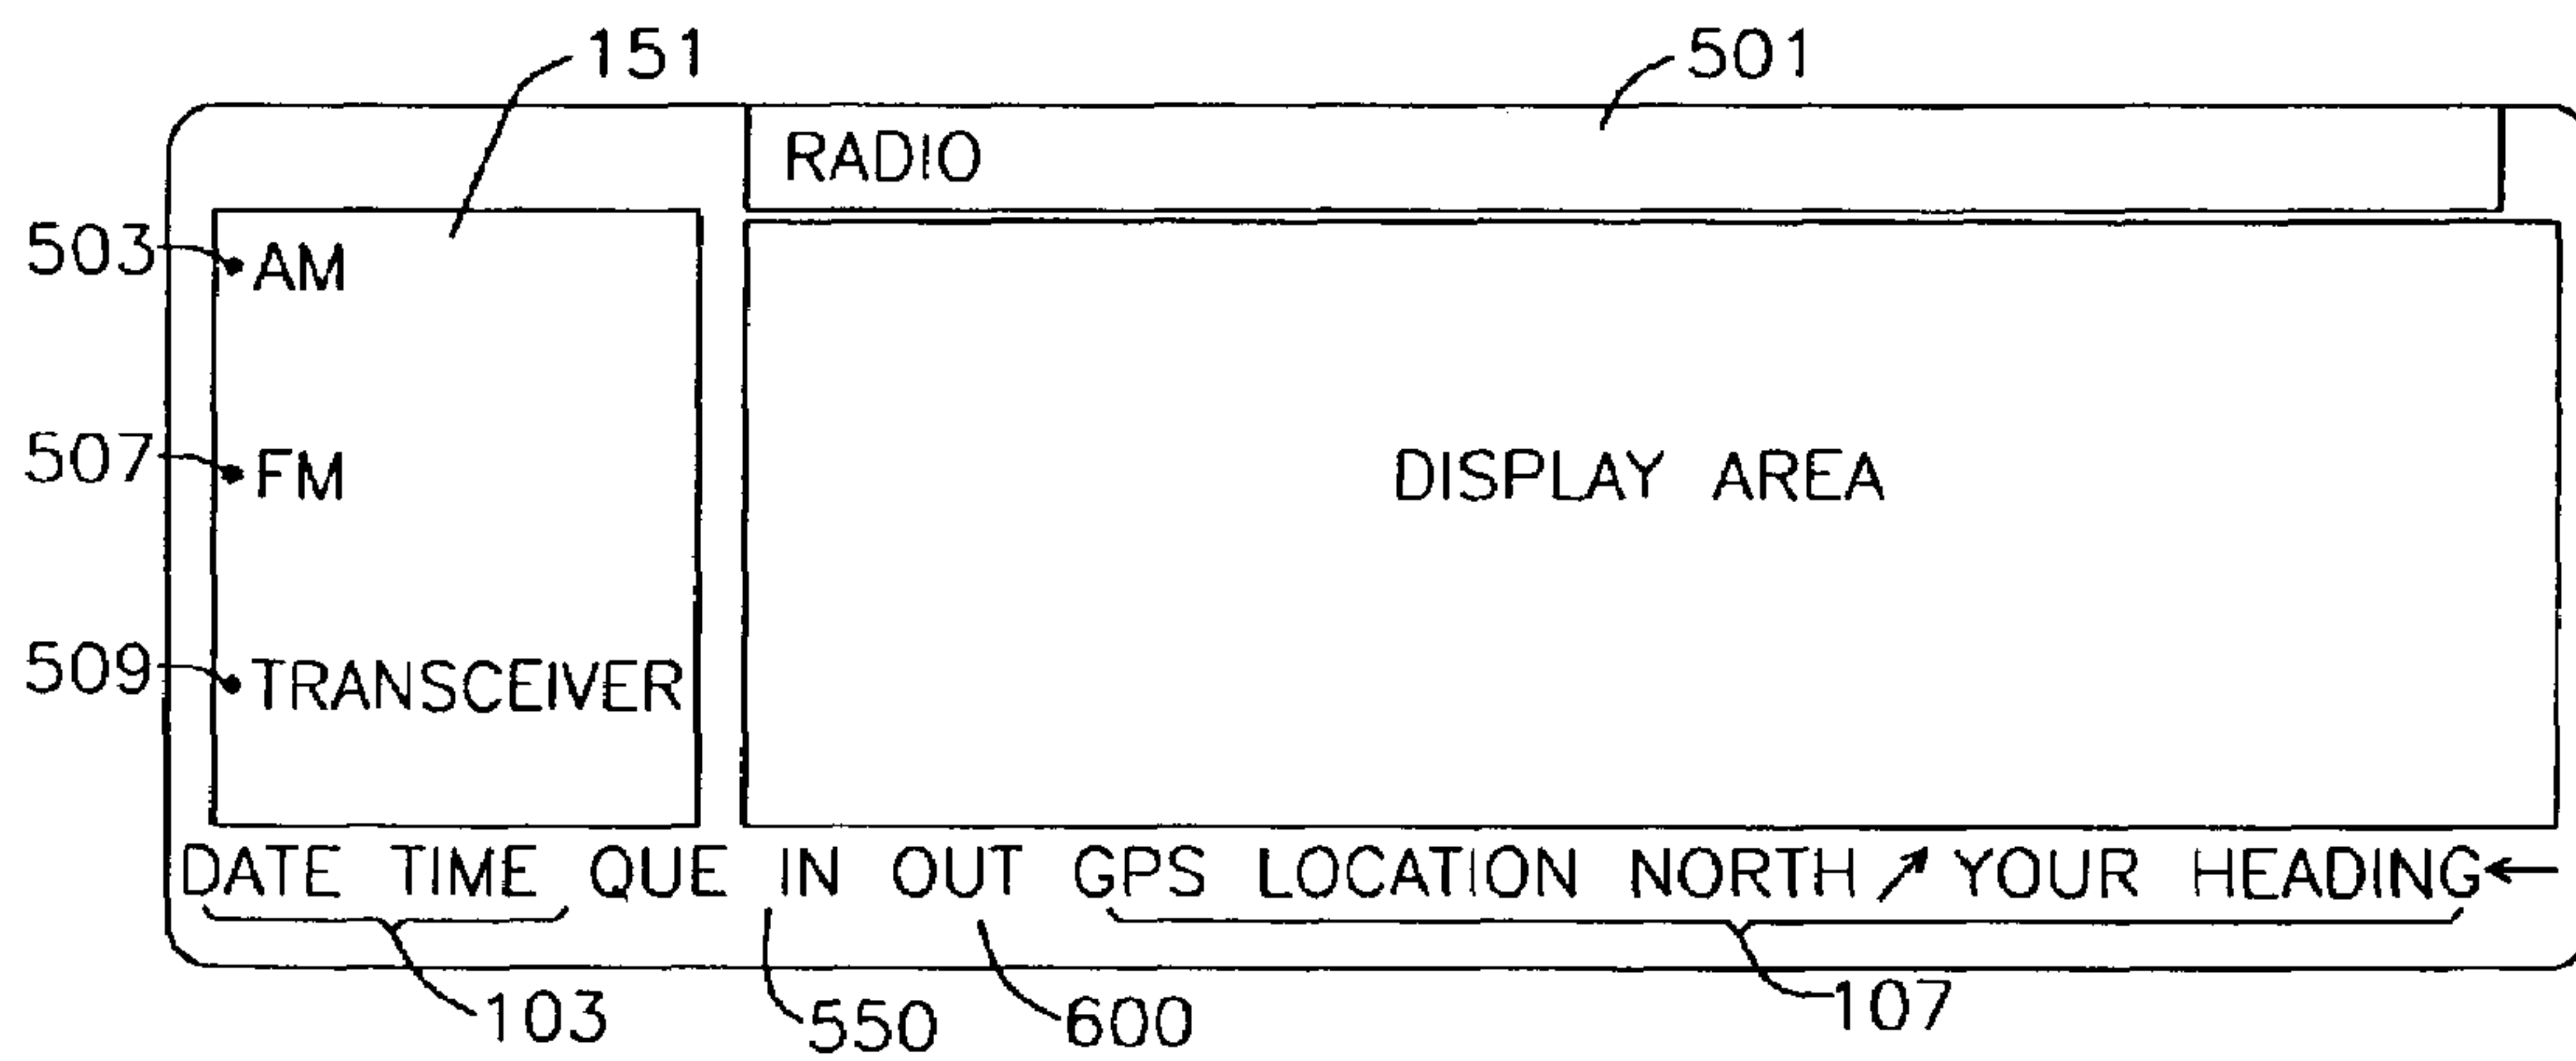 151
501
RADIO
503 AM
507 FM
DISPLAY AREA
509 TRANSCEIVER
DATE TIME QUE IN OUT GPS LOCATION NORTH ↗ YOUR HEADING ←
103
550
600
107